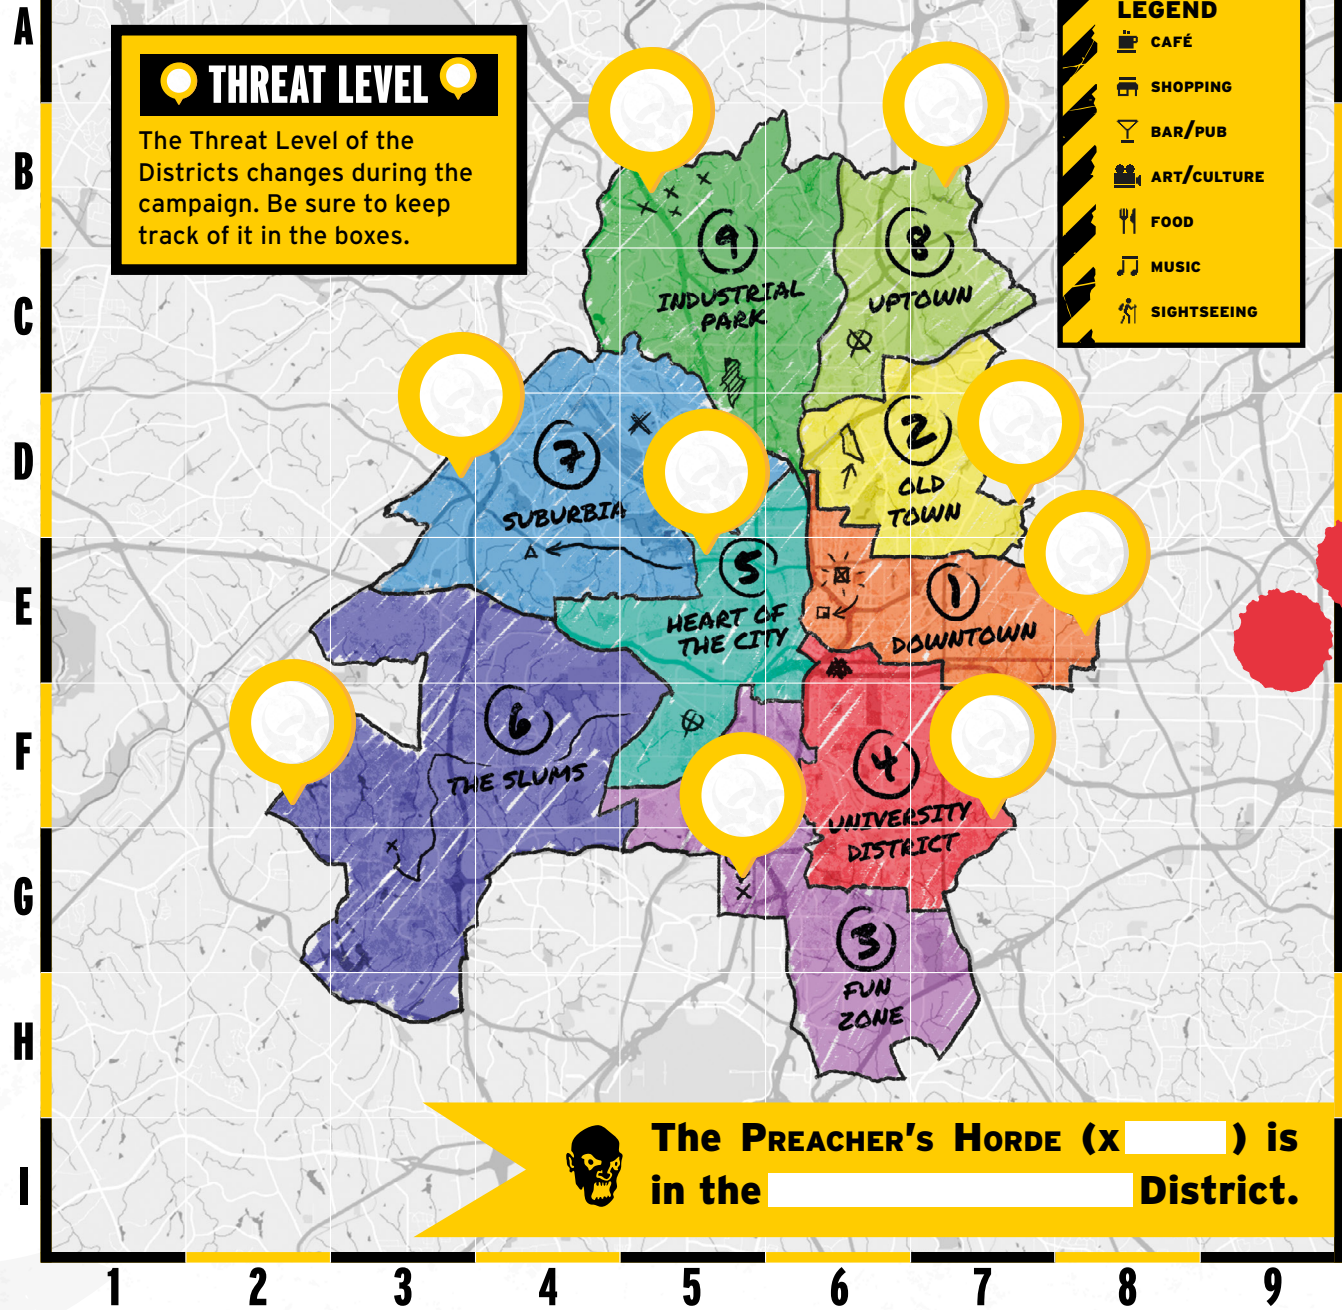 A
B
C
D
E
F
G
H
I
THREAT LEVEL
The Threat Level of the
Districts changes during the
campaign. Be sure to keep
track of it in the boxes.
LEGEND
CAFÉ
SHOPPING
BAR/PUB
ART/CULTURE
FOOD
MUSIC
SIGHTSEEING
9
INDUSTRIAL
PARK
8
UPTOWN
7
SUBURBIA
2
OLD
TOWN
5
HEART OF
THE CITY
1
DOWNTOWN
6
THE SLUMS
4
UNIVERSITY
DISTRICT
3
FUN
ZONE
The PREACHER'S HORDE (x ) is
in the District.
1 2 3 4 5 6 7 8 9